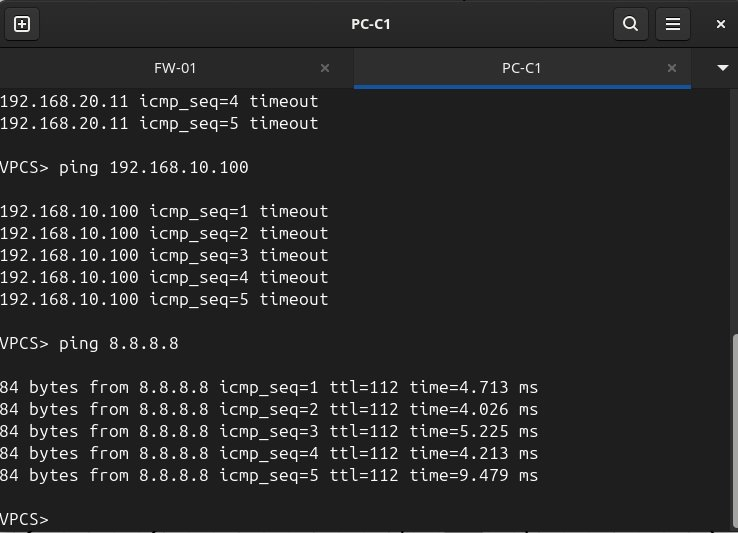 PC-C1
FW-01
PC-C1
192.168.20.11 icmp_seq=4 timeout
192.168.20.11 icmp_seq=5 timeout
VPCS> ping 192.168.10.100
192.168.10.100 icmp_seq=1 timeout
192.168.10.100 icmp_seq=2 timeout
192.168.10.100 icmp_seq=3 timeout
192.168.10.100 icmp_seq=4 timeout
192.168.10.100 icmp_seq=5 timeout
VPCS> ping 8.8.8.8
84 bytes from 8.8.8.8 icmp_seq=1 ttl=112 time=4.713 ms
84 bytes from 8.8.8.8 icmp_seq=2 ttl=112 time=4.026 ms
84 bytes from 8.8.8.8 icmp_seq=3 ttl=112 time=5.225 ms
84 bytes from 8.8.8.8 icmp_seq=4 ttl=112 time=4.213 ms
84 bytes from 8.8.8.8 icmp_seq=5 ttl=112 time=9.479 ms
VPCS>